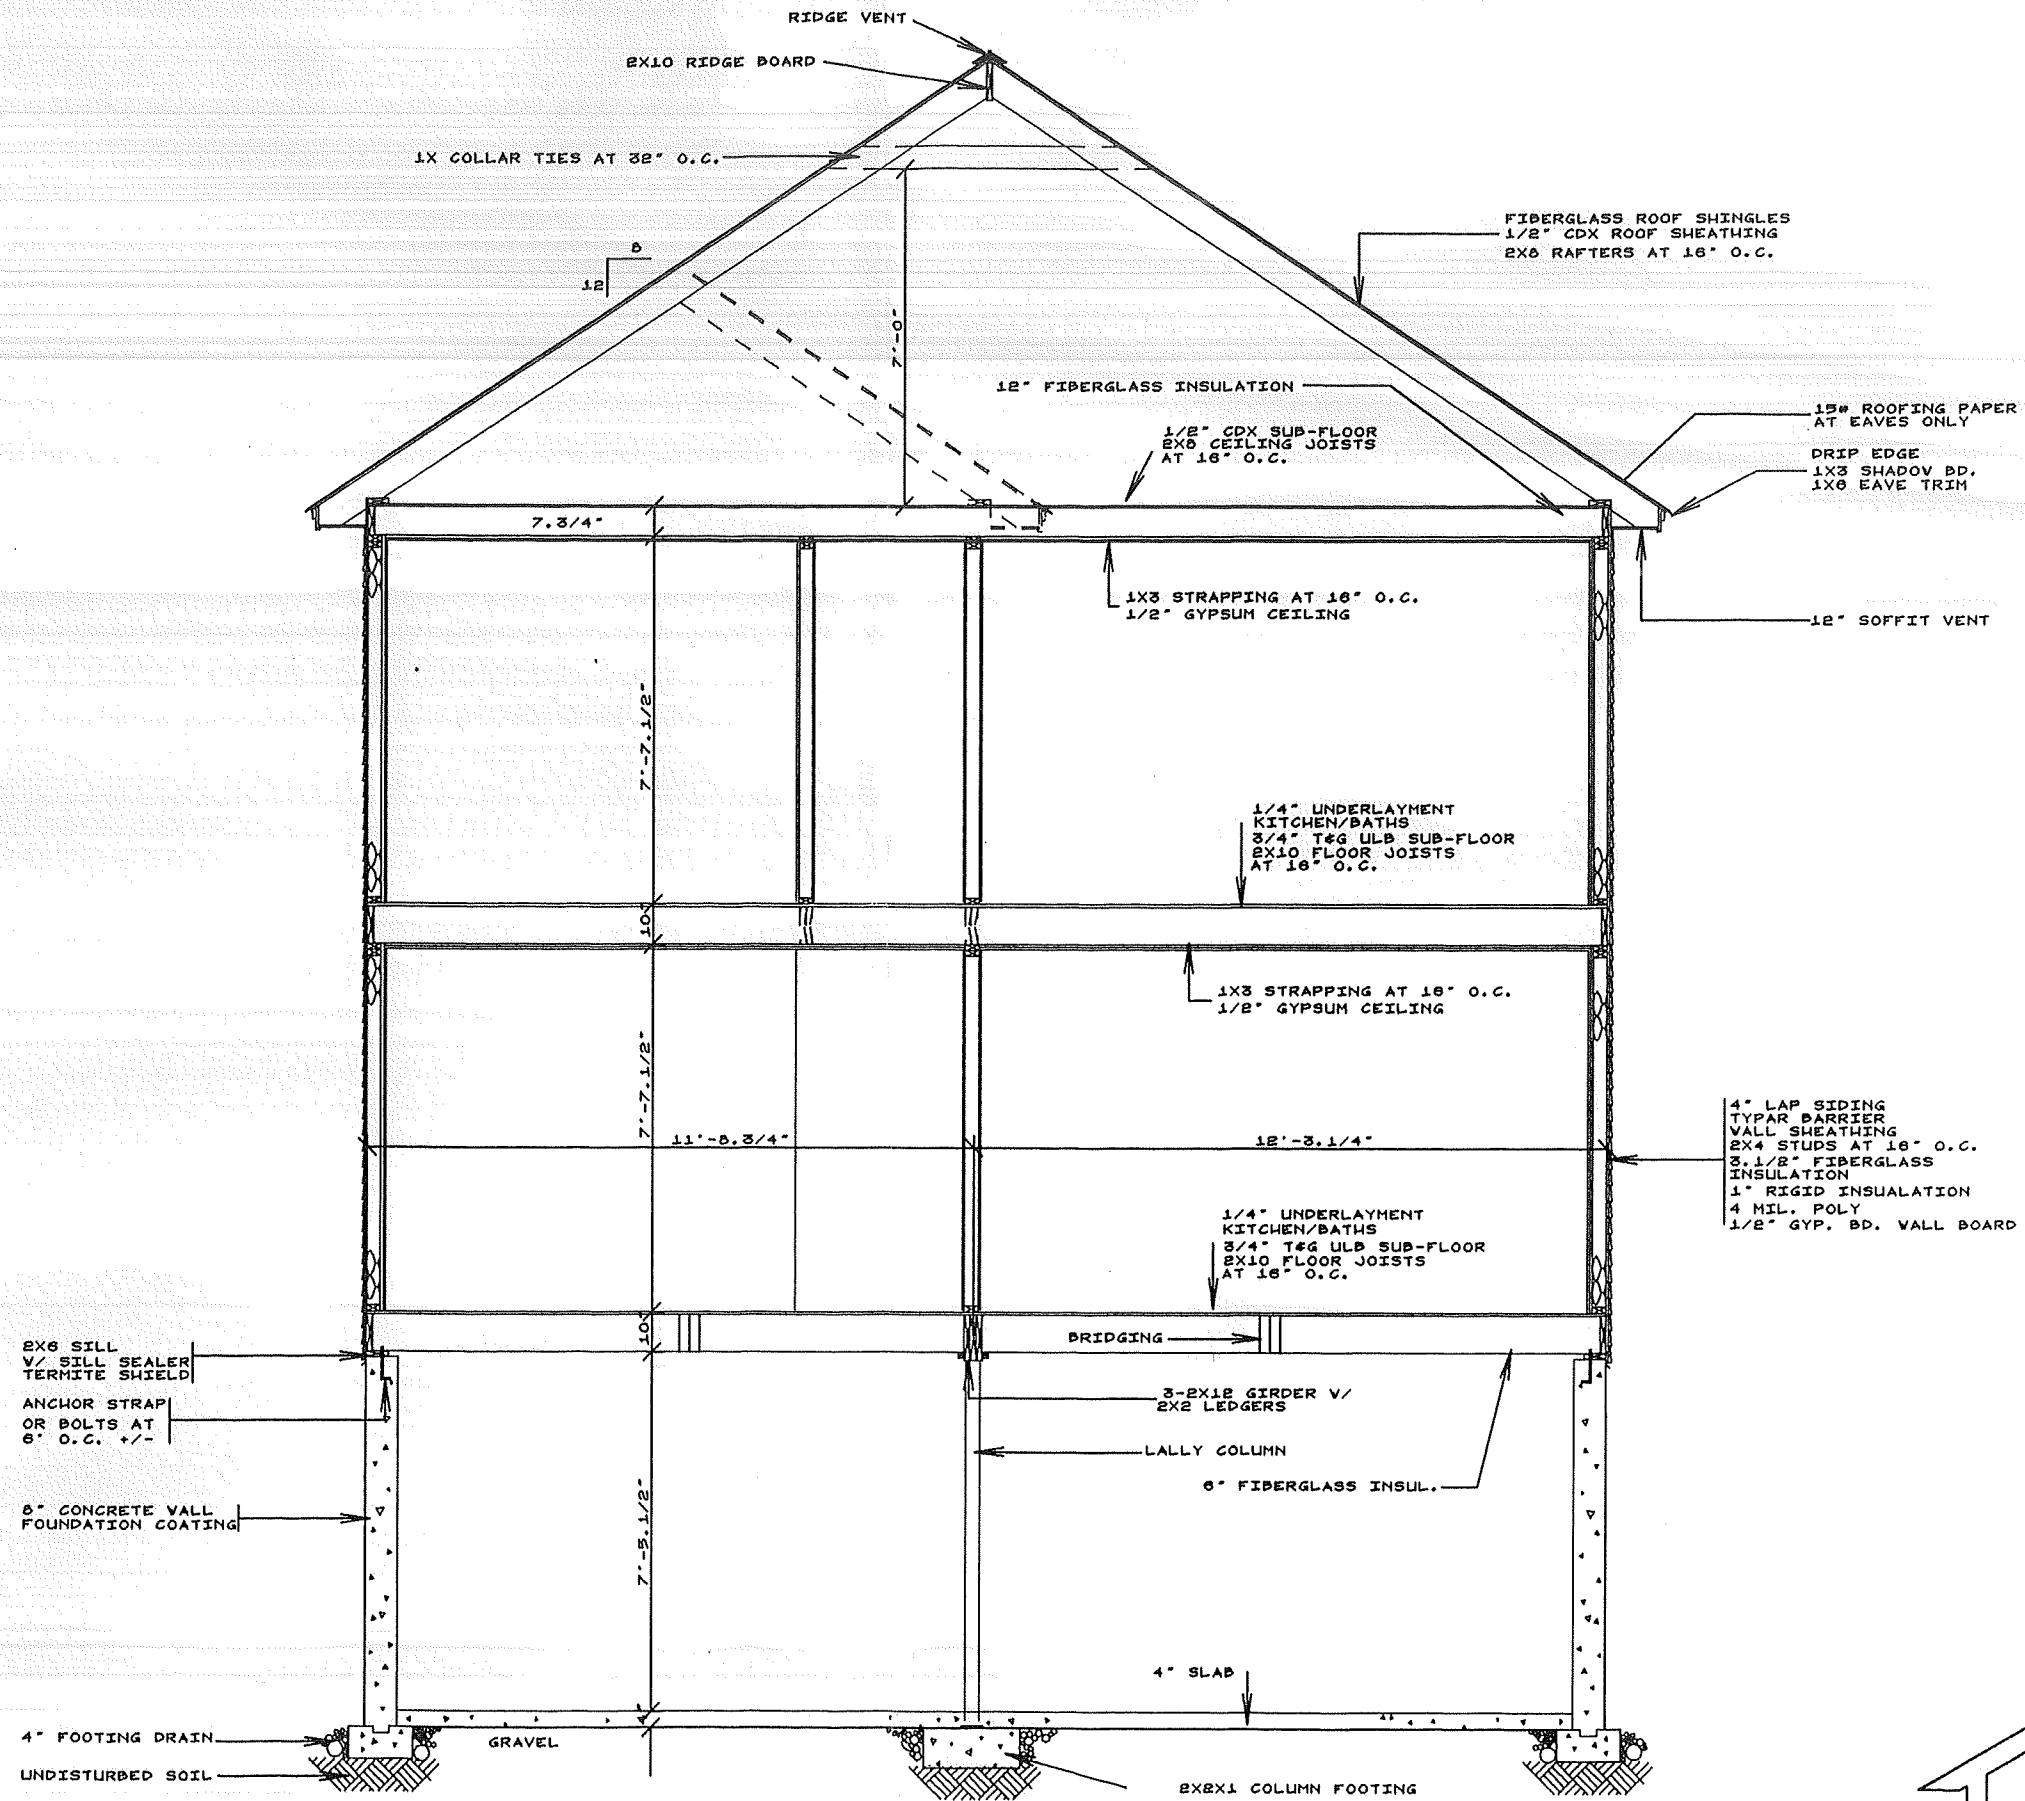 RIDGE VENT
2X10 RIDGE BOARD
1X COLLAR TIES AT 32" O.C.
FIBERGLASS ROOF SHINGLES
1/2" CDX ROOF SHEATHING
2X8 RAFTERS AT 16" O.C.
8
12
7'-0"
12" FIBERGLASS INSULATION
15# ROOFING PAPER
AT EAVES ONLY
1/2" CDX SUB-FLOOR
2X8 CEILING JOISTS
AT 16" O.C.
DRIP EDGE
1X3 SHADOW BD.
1X6 EAVE TRIM
7.3/4"
1X3 STRAPPING AT 16" O.C.
1/2" GYPSUM CEILING
12" SOFFIT VENT
7'-7.1/2"
1/4" UNDERLAYMENT
KITCHEN/BATHS
3/4" T&G ULB SUB-FLOOR
2X10 FLOOR JOISTS
AT 16" O.C.
10"
1X3 STRAPPING AT 16" O.C.
1/2" GYPSUM CEILING
7'-7.1/2"
11'-8.3/4"
12'-3.1/4"
4" LAP SIDING
TYPAR BARRIER
WALL SHEATHING
2X4 STUDS AT 16" O.C.
3.1/2" FIBERGLASS
INSULATION
1" RIGID INSUALATION
4 MIL. POLY
1/2" GYP. BD. WALL BOARD
1/4" UNDERLAYMENT
KITCHEN/BATHS
3/4" T&G ULB SUB-FLOOR
2X10 FLOOR JOISTS
AT 16" O.C.
10"
BRIDGING
2X6 SILL
W/ SILL SEALER
TERMITE SHIELD
ANCHOR STRAP
OR BOLTS AT
6' O.C. +/-
3-2X12 GIRDER W/
2X2 LEDGERS
LALLY COLUMN
6" FIBERGLASS INSUL.
8" CONCRETE WALL
FOUNDATION COATING
7'-5.1/2"
4" SLAB
4"
4" FOOTING DRAIN
GRAVEL
UNDISTURBED SOIL
2X2X1 COLUMN FOOTING